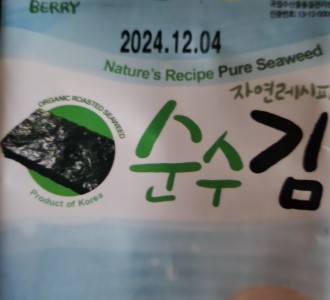 BERRY
2024.12.04
Nature's Recipe Pure Seaweed
자연레시피
ORGANIC ROASTED SEAWEED
순수김
Product of Korea